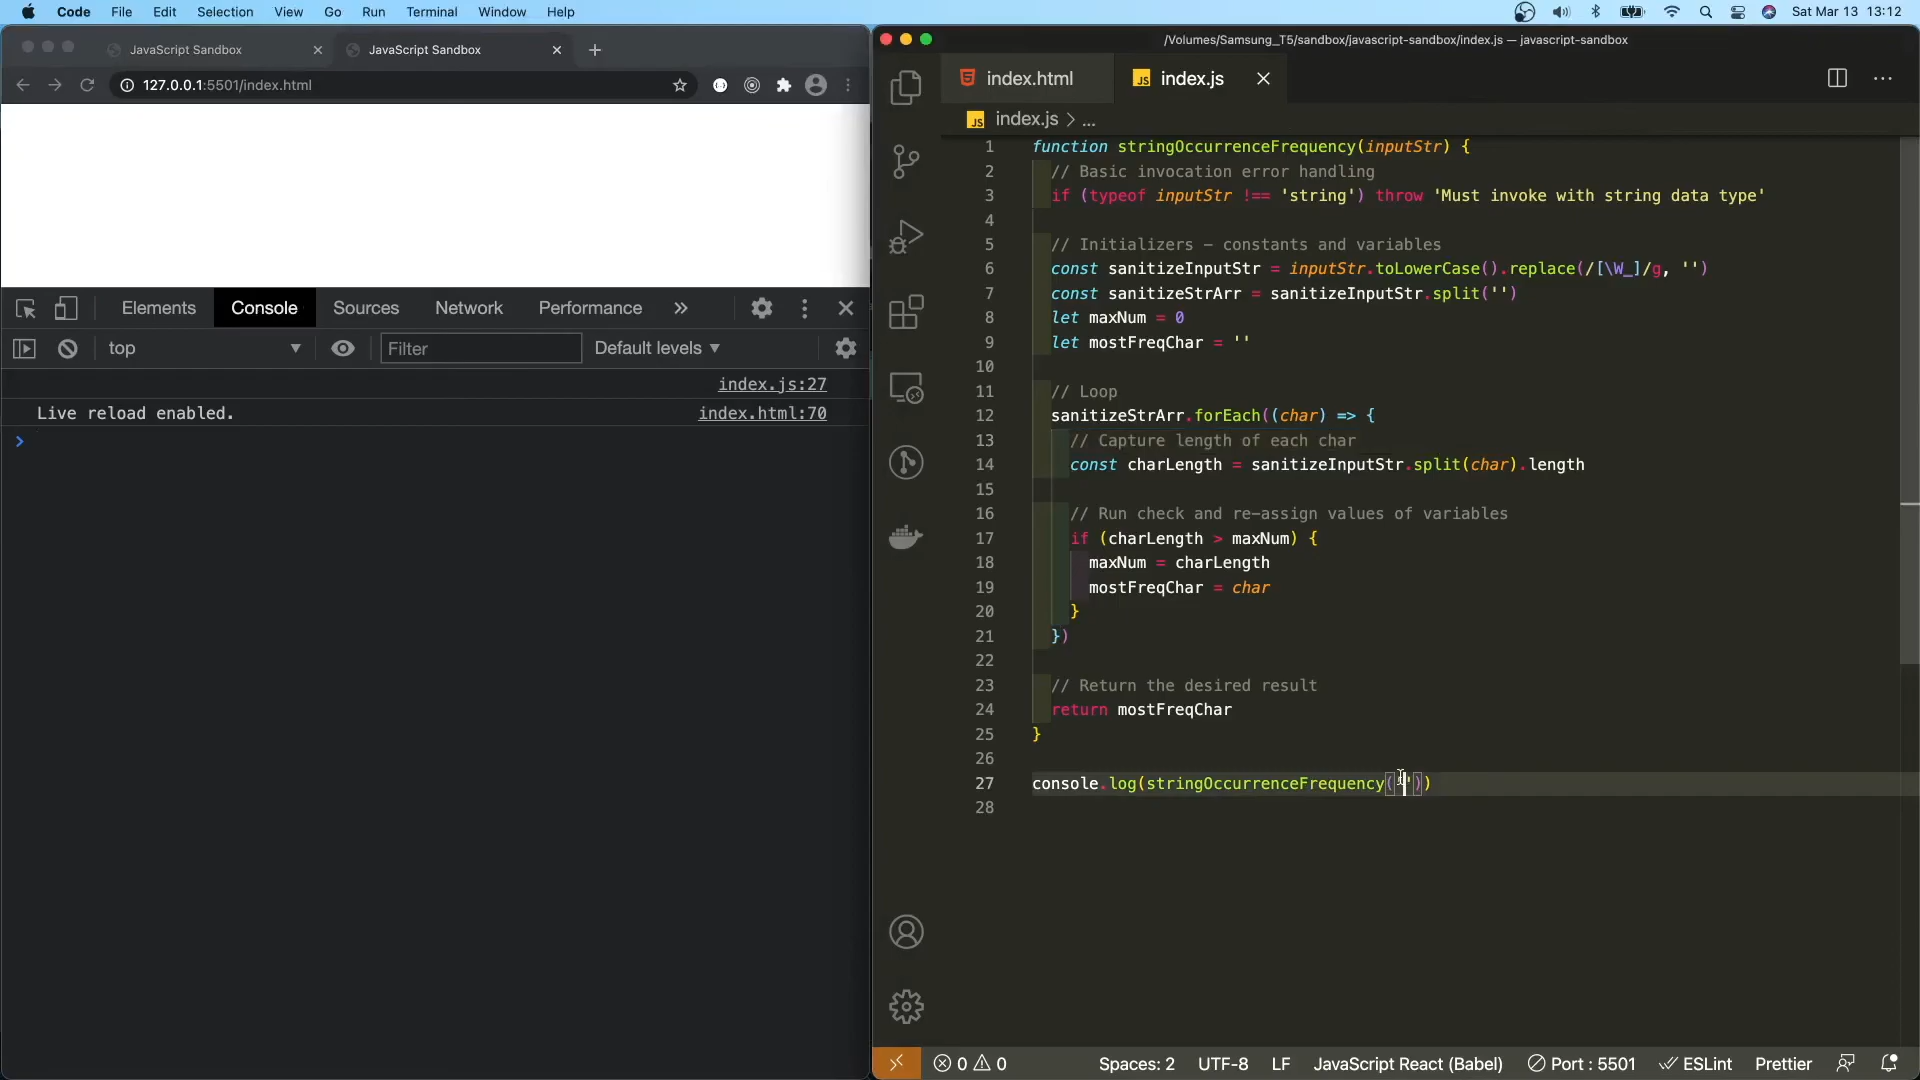 Code File Edit Selection View Go Run Terminal Window Help
Sat Mar 13 13:12
JavaScript Sandbox
JavaScript Sandbox
127.0.0.1:5501/index.html
Elements Console Sources Network Performance
top
Filter
Default levels
index.js:27
Live reload enabled.
index.html:70
/Volumes/Samsung_T5/sandbox/javascript-sandbox/index.js — javascript-sandbox
index.html
JS index.js
JS index.js > ...
1 function stringOccurrenceFrequency(inputStr) {
2 // Basic invocation error handling
3 if (typeof inputStr !== 'string') throw 'Must invoke with string data type'
4
5 // Initializers – constants and variables
6 const sanitizeInputStr = inputStr.toLowerCase().replace(/[\W_]/g, '')
7 const sanitizeStrArr = sanitizeInputStr.split('')
8 let maxNum = 0
9 let mostFreqChar = ''
10
11 // Loop
12 sanitizeStrArr.forEach((char) => {
13 // Capture length of each char
14 const charLength = sanitizeInputStr.split(char).length
15
16 // Run check and re-assign values of variables
17 if (charLength > maxNum) {
18 maxNum = charLength
19 mostFreqChar = char
20 }
21 })
22
23 // Return the desired result
24 return mostFreqChar
25 }
26
27 console.log(stringOccurrenceFrequency(''))
28
0 0
Spaces: 2 UTF-8 LF JavaScript React (Babel) Port : 5501 ESLint Prettier